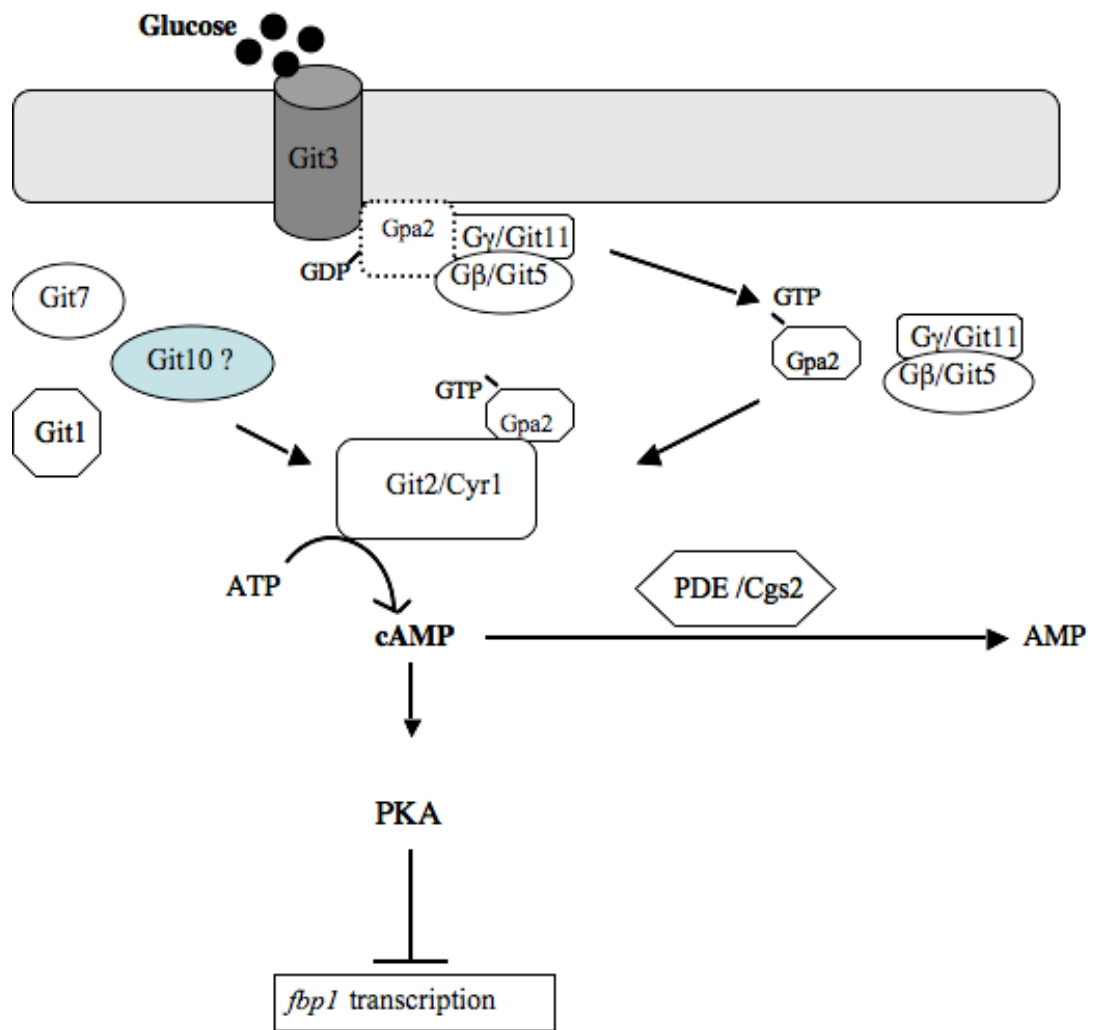 Glucose
Git3
Gpa2
Gγ/Git11
GDP
Gβ/Git5
Git7
GTP
Gγ/Git11
Git10 ?
Gpa2
Gβ/Git5
GTP
Git1
Gpa2
Git2/Cyr1
ATP
PDE /Cgs2
cAMP
AMP
PKA
fbp1 transcription